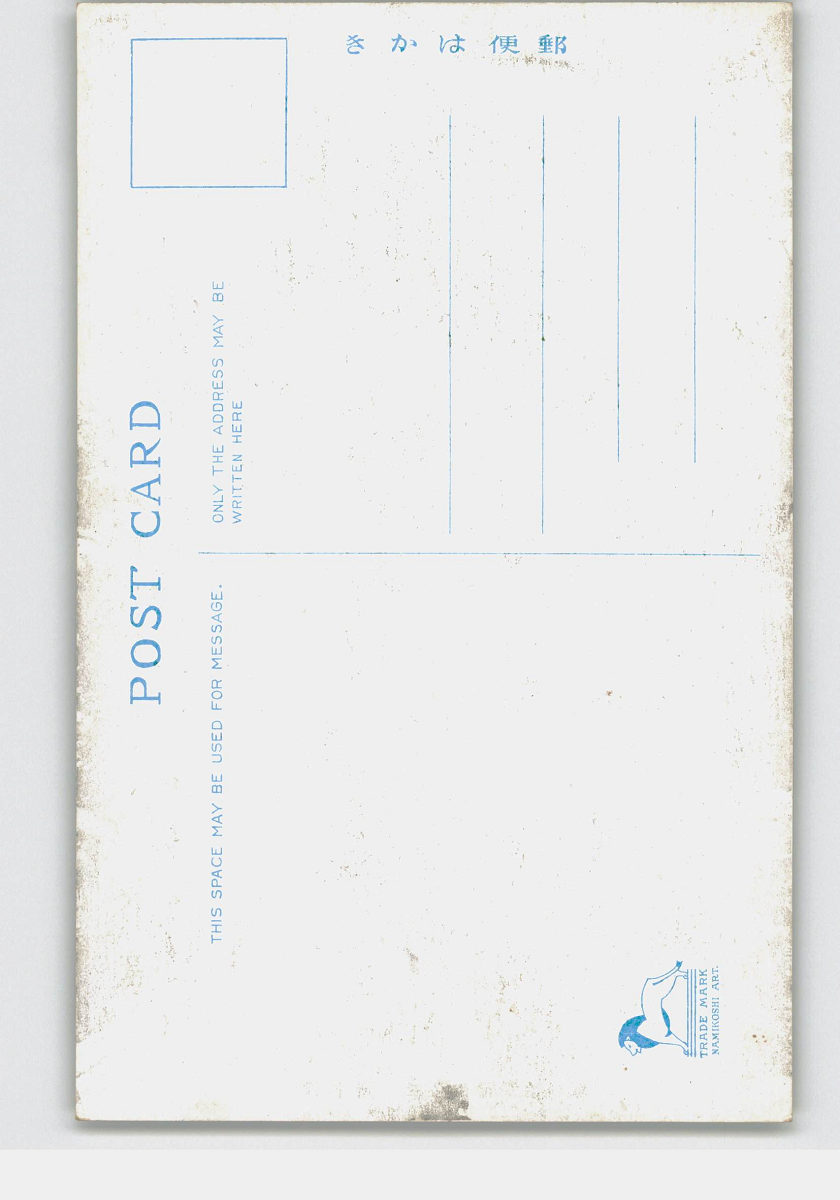 きかは便郵
POST CARD
ONLY THE ADDRESS MAY BE
WRITTEN HERE
THIS SPACE MAY BE USED FOR MESSAGE.
TRADE MARK
NAMIKOSHI ART.